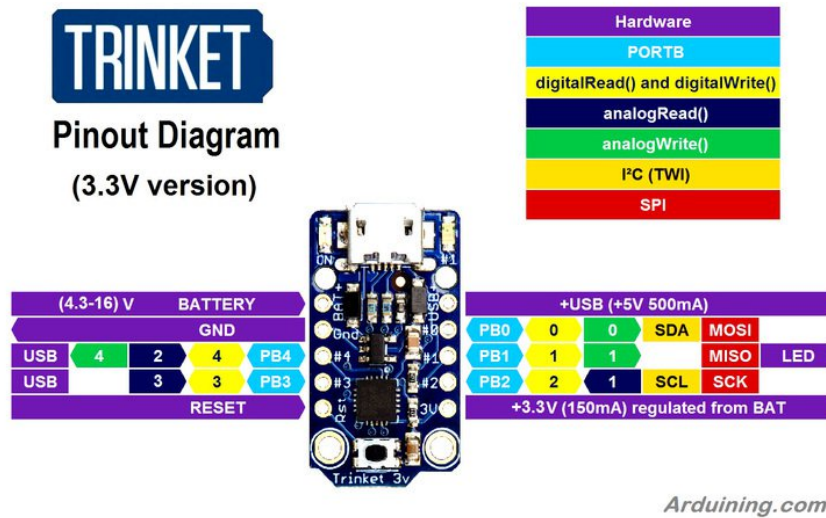 TRINKET
Pinout Diagram
(3.3V version)
Hardware
PORTB
digitalRead() and digitalWrite()
analogRead()
analogWrite()
I²C (TWI)
SPI
ON #1
(4.3-16) V BATTERY BAT+ USB +USB (+5V 500mA)
GND Gnd #0 PB0 0 0 SDA MOSI
USB 4 2 4 PB4 #4 #1 PB1 1 1 MISO LED
USB 3 3 PB3 #3 #2 PB2 2 1 SCL SCK
RESET Rst 3V +3.3V (150mA) regulated from BAT
Trinket 3v
Arduining.com